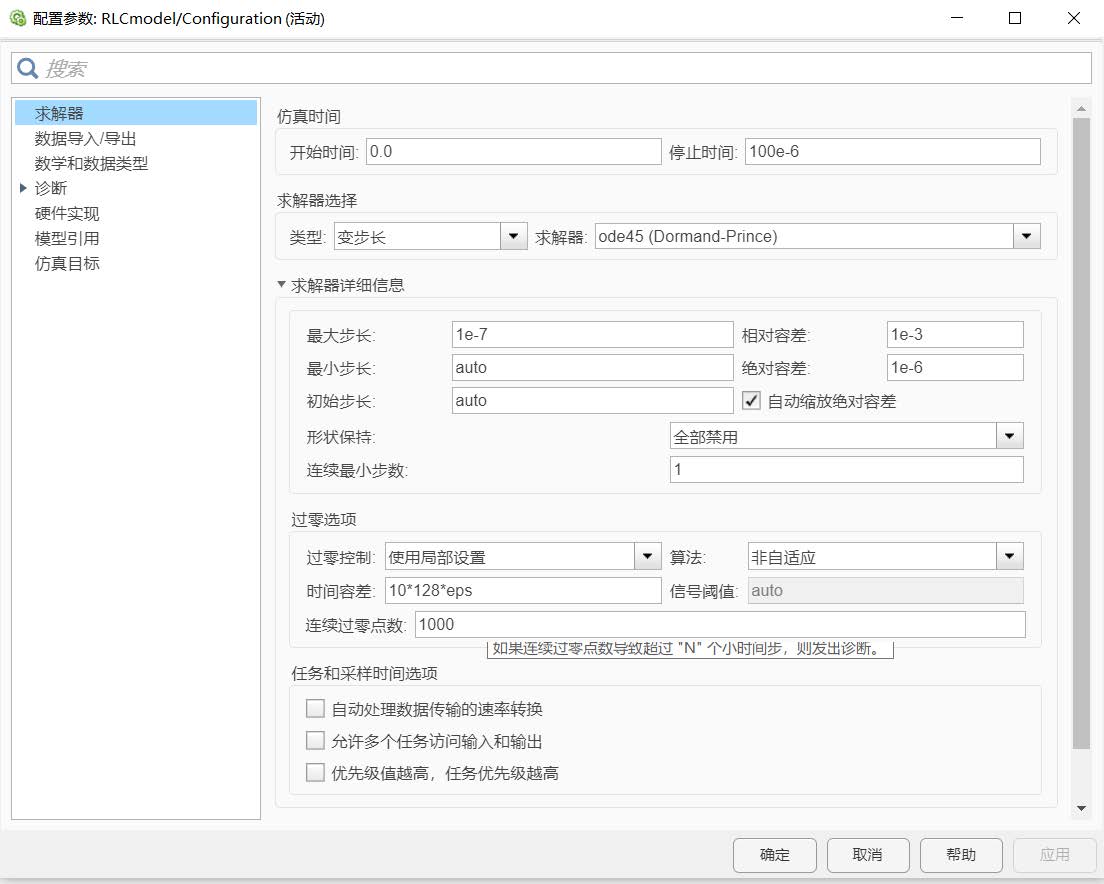 配置参数: RLCmodel/Configuration (活动)
搜索
求解器
数据导入/导出
数学和数据类型
诊断
硬件实现
模型引用
仿真目标
仿真时间
开始时间: 0.0 停止时间: 100e-6
求解器选择
类型: 变步长 求解器: ode45 (Dormand-Prince)
求解器详细信息
最大步长: 1e-7 相对容差: 1e-3
最小步长: auto 绝对容差: 1e-6
初始步长: auto 自动缩放绝对容差
形状保持: 全部禁用
连续最小步数: 1
过零选项
过零控制: 使用局部设置 算法: 非自适应
时间容差: 10*128*eps 信号阈值: auto
连续过零点数: 1000
如果连续过零点数导致超过 "N" 个小时间步，则发出诊断。
任务和采样时间选项
自动处理数据传输的速率转换
允许多个任务访问输入和输出
优先级值越高，任务优先级越高
确定 取消 帮助 应用